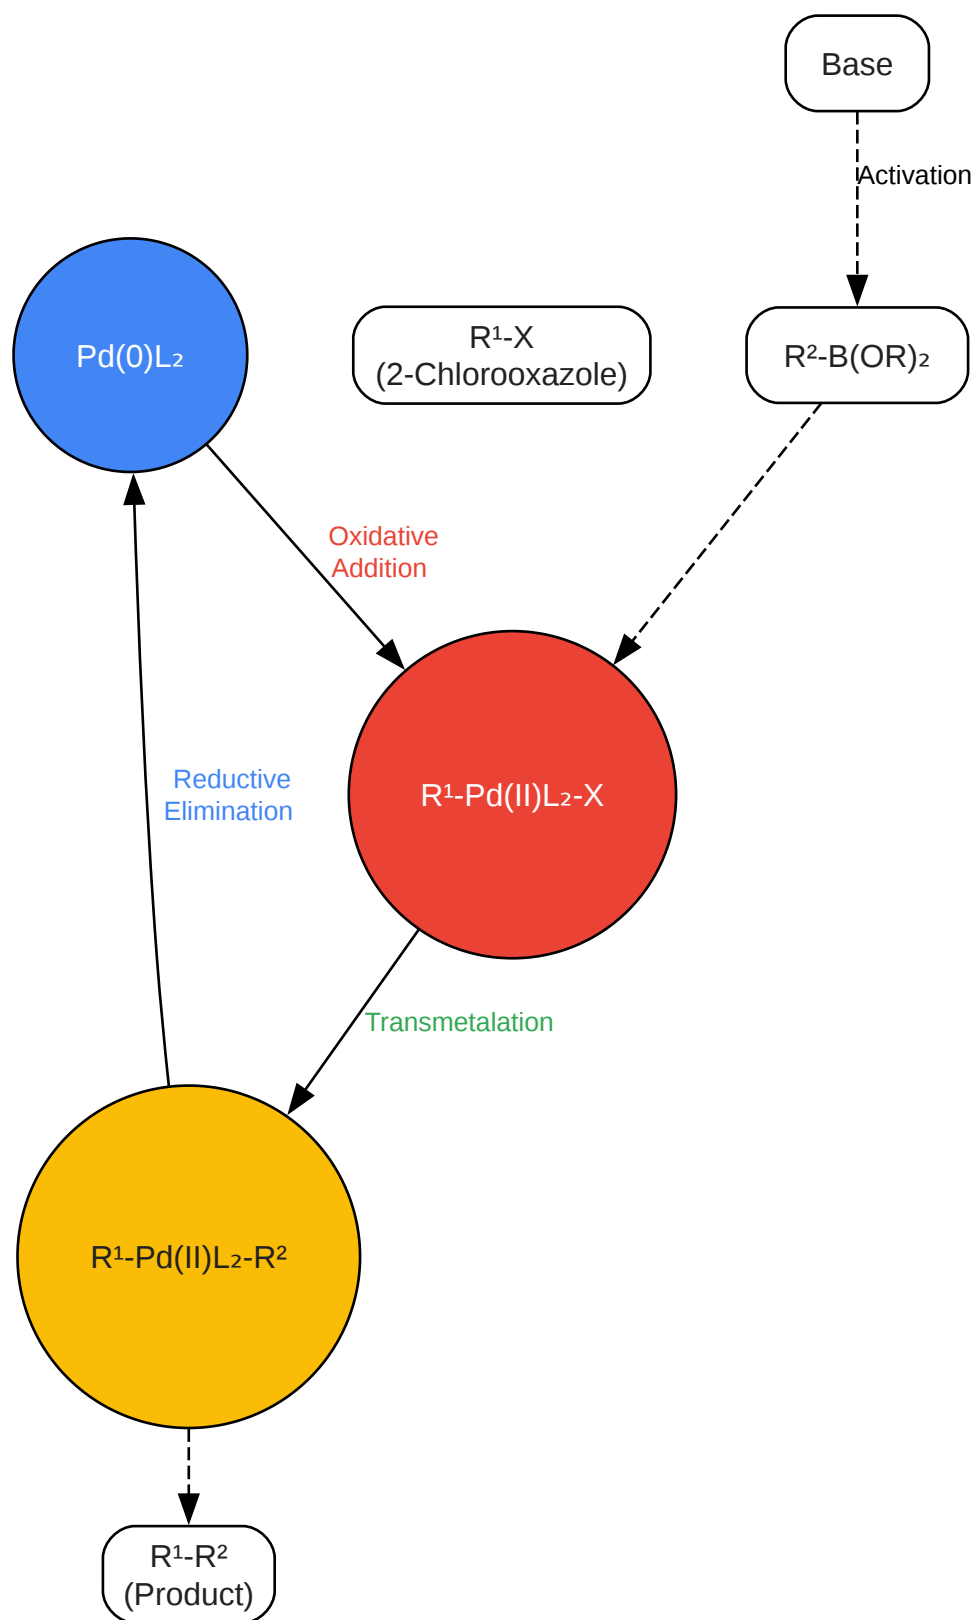 Base
Activation
Pd(0)L₂
R¹-X
(2-Chlorooxazole)
R²-B(OR)₂
Oxidative
Addition
R¹-Pd(II)L₂-X
Reductive
Elimination
Transmetalation
R¹-Pd(II)L₂-R²
R¹-R²
(Product)